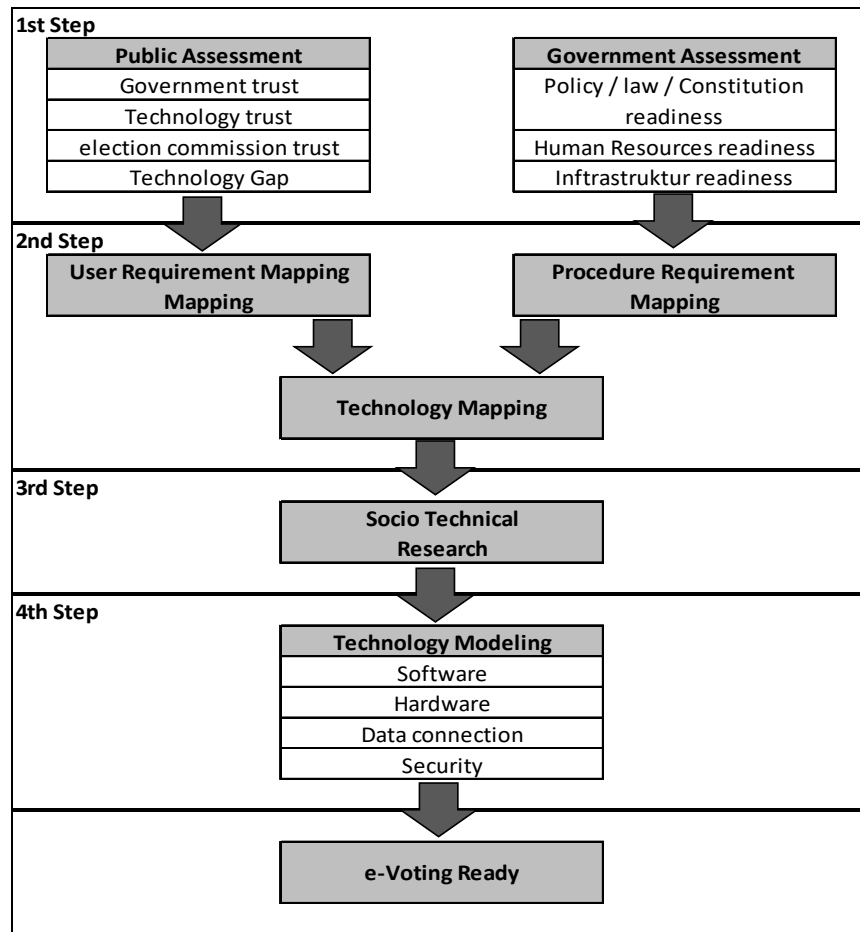 1st Step
Public Assessment
Government trust
Technology trust
election commission trust
Technology Gap
Government Assessment
Policy / law / Constitution
readiness
Human Resources readiness
Inftrastruktur readiness
2nd Step
User Requirement Mapping
Mapping
Procedure Requirement
Mapping
Technology Mapping
3rd Step
Socio Technical
Research
4th Step
Technology Modeling
Software
Hardware
Data connection
Security
e-Voting Ready